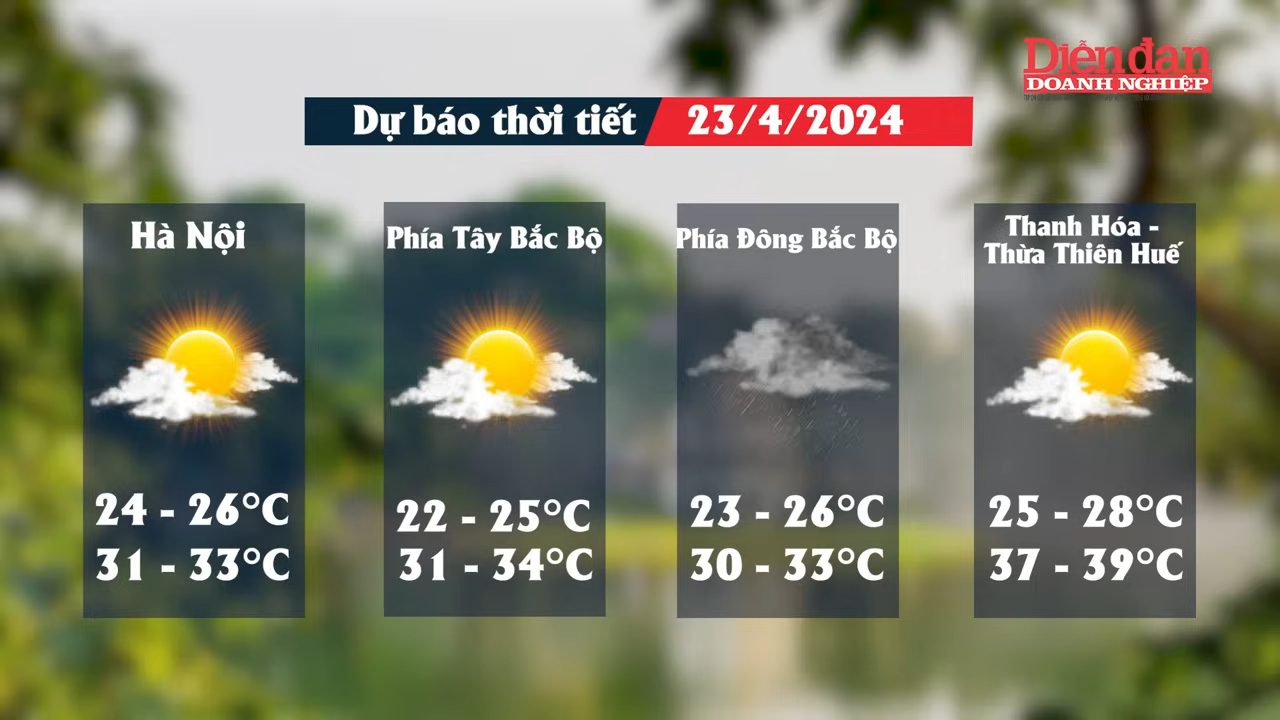 Diễn đàn
DOANH NGHIỆP
Dự báo thời tiết 23/4/2024
Hà Nội
24 - 26°C
31 - 33°C
Phía Tây Bắc Bộ
22 - 25°C
31 - 34°C
Phía Đông Bắc Bộ
23 - 26°C
30 - 33°C
Thanh Hóa -
Thừa Thiên Huế
25 - 28°C
37 - 39°C